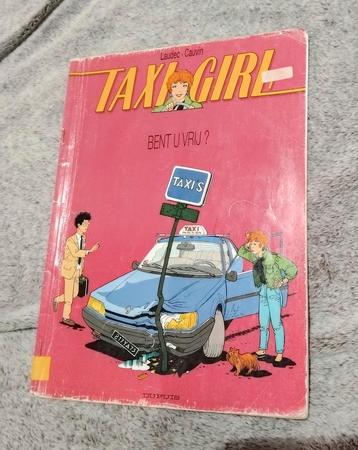 Laudec - Cauvin
TAXI GIRL
BENT U VRIJ ?
TAXIS
TAXI
DUPUIS